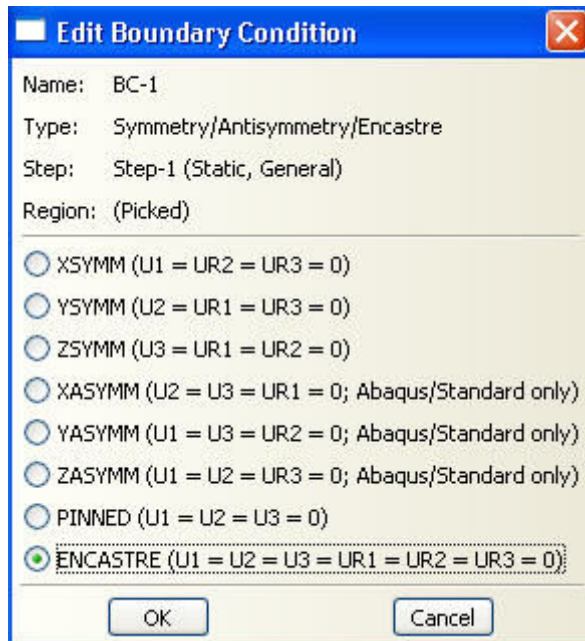 Edit Boundary Condition
Name: BC-1
Type: Symmetry/Antisymmetry/Encastre
Step: Step-1 (Static, General)
Region: (Picked)
XSYMM (U1 = UR2 = UR3 = 0)
YSYMM (U2 = UR1 = UR3 = 0)
ZSYMM (U3 = UR1 = UR2 = 0)
XASYMM (U2 = U3 = UR1 = 0; Abaqus/Standard only)
YASYMM (U1 = U3 = UR2 = 0; Abaqus/Standard only)
ZASYMM (U1 = U2 = UR3 = 0; Abaqus/Standard only)
PINNED (U1 = U2 = U3 = 0)
ENCASTRE (U1 = U2 = U3 = UR1 = UR2 = UR3 = 0)
OK Cancel